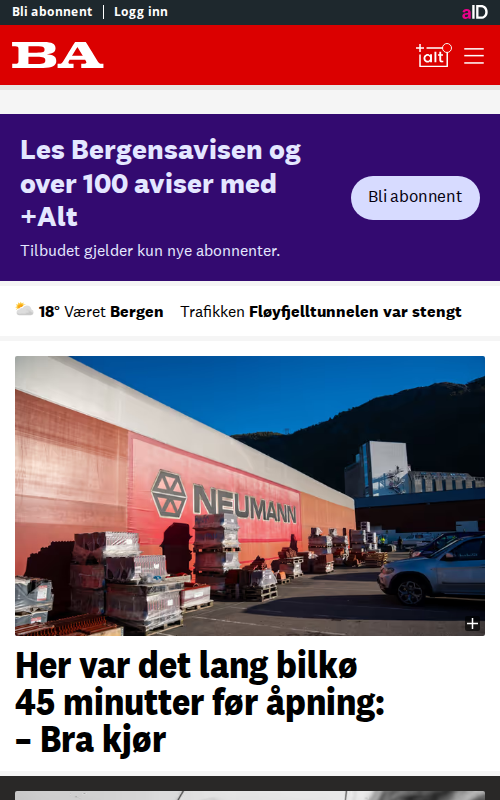 Bli abonnent | Logg inn
aID
BA
+alt
Les Bergensavisen og
over 100 aviser med
+Alt
Bli abonnent
Tilbudet gjelder kun nye abonnenter.
18° Været Bergen Trafikken Fløyfjelltunnelen var stengt
NEUMANN
Her var det lang bilkø
45 minutter før åpning:
– Bra kjør